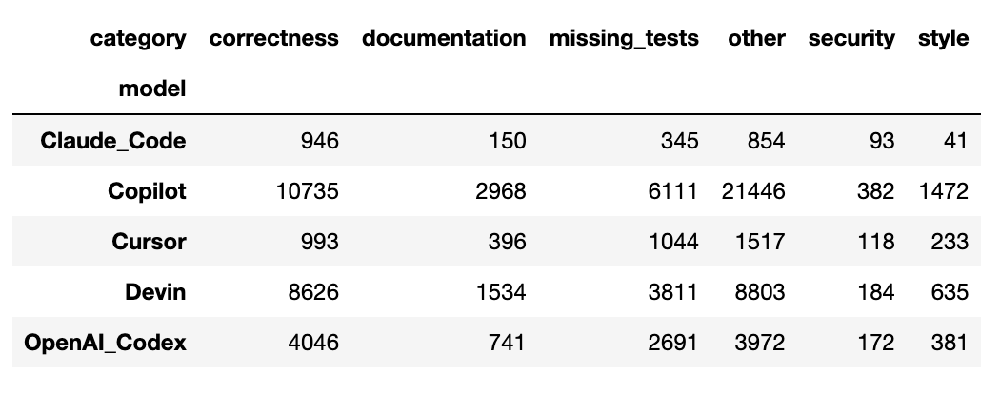 category correctness documentation missing_tests other security style
model
Claude_Code 946 150 345 854 93 41
Copilot 10735 2968 6111 21446 382 1472
Cursor 993 396 1044 1517 118 233
Devin 8626 1534 3811 8803 184 635
OpenAI_Codex 4046 741 2691 3972 172 381